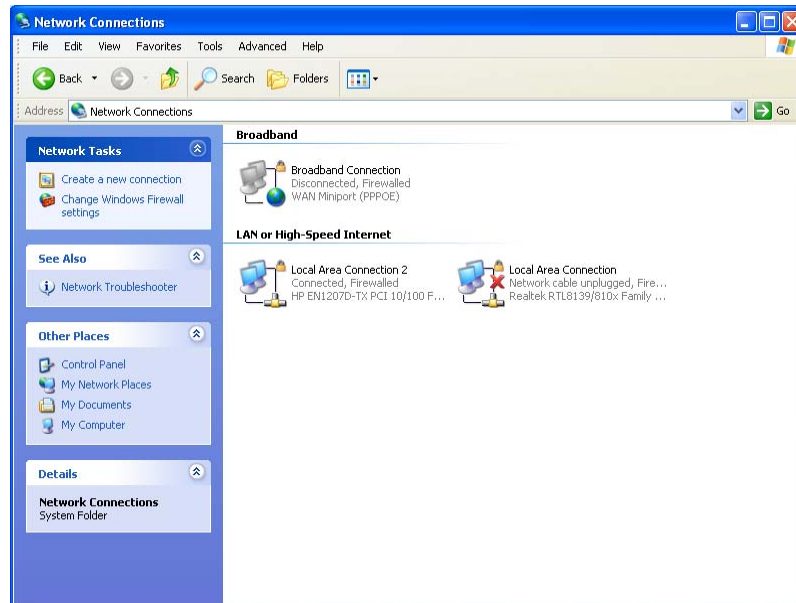 Network Connections
File Edit View Favorites Tools Advanced Help
Back Search Folders
Address Network Connections Go
Network Tasks
Create a new connection
Change Windows Firewall
settings
See Also
Network Troubleshooter
Other Places
Control Panel
My Network Places
My Documents
My Computer
Details
Network Connections
System Folder
Broadband
Broadband Connection
Disconnected, Firewalled
WAN Miniport (PPPOE)
LAN or High-Speed Internet
Local Area Connection 2
Connected, Firewalled
HP EN1207D-TX PCI 10/100 F...
Local Area Connection
Network cable unplugged, Fire...
Realtek RTL8139/810x Family ...